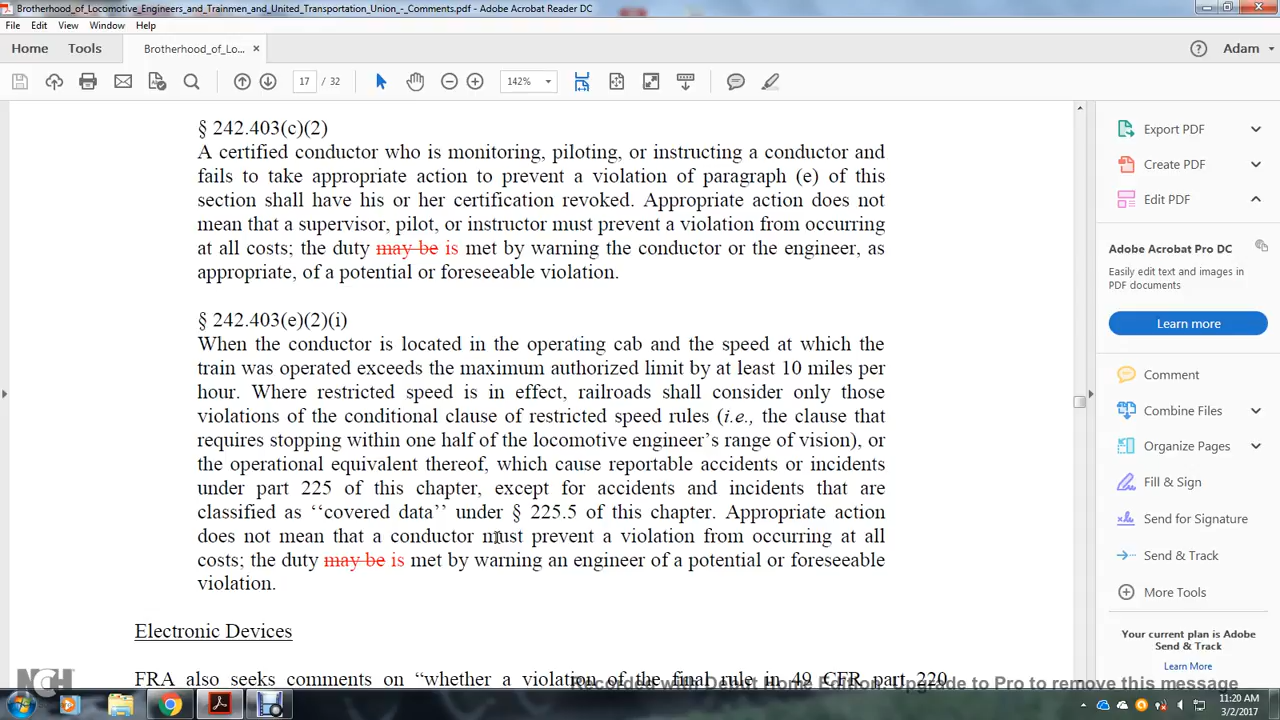 Brotherhood_of_Locomotive_Engineers_and_Trainmen_and_United_Transportation_Union_-_Comments.pdf - Adobe Acrobat Reader DC
File Edit View Window Help
Home Tools Brotherhood_of_Lo... × Adam
17 / 32 142%
§ 242.403(c)(2)
A certified conductor who is monitoring, piloting, or instructing a conductor and
fails to take appropriate action to prevent a violation of paragraph (e) of this
section shall have his or her certification revoked. Appropriate action does not
mean that a supervisor, pilot, or instructor must prevent a violation from occurring
at all costs; the duty may be is met by warning the conductor or the engineer, as
appropriate, of a potential or foreseeable violation.
§ 242.403(e)(2)(i)
When the conductor is located in the operating cab and the speed at which the
train was operated exceeds the maximum authorized limit by at least 10 miles per
hour. Where restricted speed is in effect, railroads shall consider only those
violations of the conditional clause of restricted speed rules (i.e., the clause that
requires stopping within one half of the locomotive engineer's range of vision), or
the operational equivalent thereof, which cause reportable accidents or incidents
under part 225 of this chapter, except for accidents and incidents that are
classified as ‘‘covered data’’ under § 225.5 of this chapter. Appropriate action
does not mean that a conductor must prevent a violation from occurring at all
costs; the duty may be is met by warning an engineer of a potential or foreseeable
violation.
Electronic Devices
FRA also seeks comments on “whether a violation of the final rule in 49 CFR part 220
Export PDF
Create PDF
Edit PDF
Adobe Acrobat Pro DC
Easily edit text and images in
PDF documents
Learn more
Comment
Combine Files
Organize Pages
Fill & Sign
Send for Signature
Send & Track
More Tools
Your current plan is Adobe
Send & Track
Learn More
NCH
Recorded with Debut Home Edition. Upgrade to Pro to remove this message
11:20 AM
3/2/2017